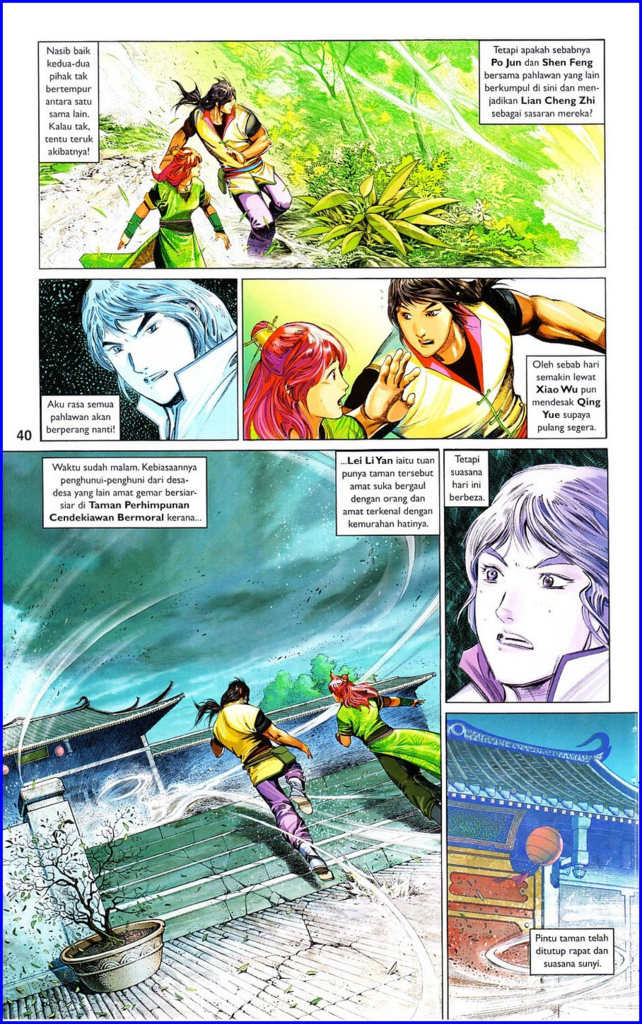 Nasib baik
kedua-dua
pihak tak
bertempur
antara satu
sama lain.
Kalau tak,
tentu teruk
akibatnya!
Tetapi apakah sebabnya
Po Jun dan Shen Feng
bersama pahlawan yang lain
berkumpul di sini dan men-
jadikan Lian Cheng Zhi
sebagai sasaran mereka?
Aku rasa semua
pahlawan akan
berperang nanti!
Oleh sebab hari
semakin lewat
Xiao Wu pun
mendesak Qing
Yue supaya
pulang segera.
40
Waktu sudah malam. Kebiasaannya
penghuni-penghuni dari desa-
desa yang lain amat gemar bersiar-
siar di Taman Perhimpunan
Cendekiawan Bermoral kerana...
...Lei Li Yan iaitu tuan
punya taman tersebut
amat suka bergaul
dengan orang dan
amat terkenal dengan
kemurahan hatinya.
Tetapi
suasana
hari ini
berbeza.
Pintu taman telah
ditutup rapat dan
suasana sunyi.